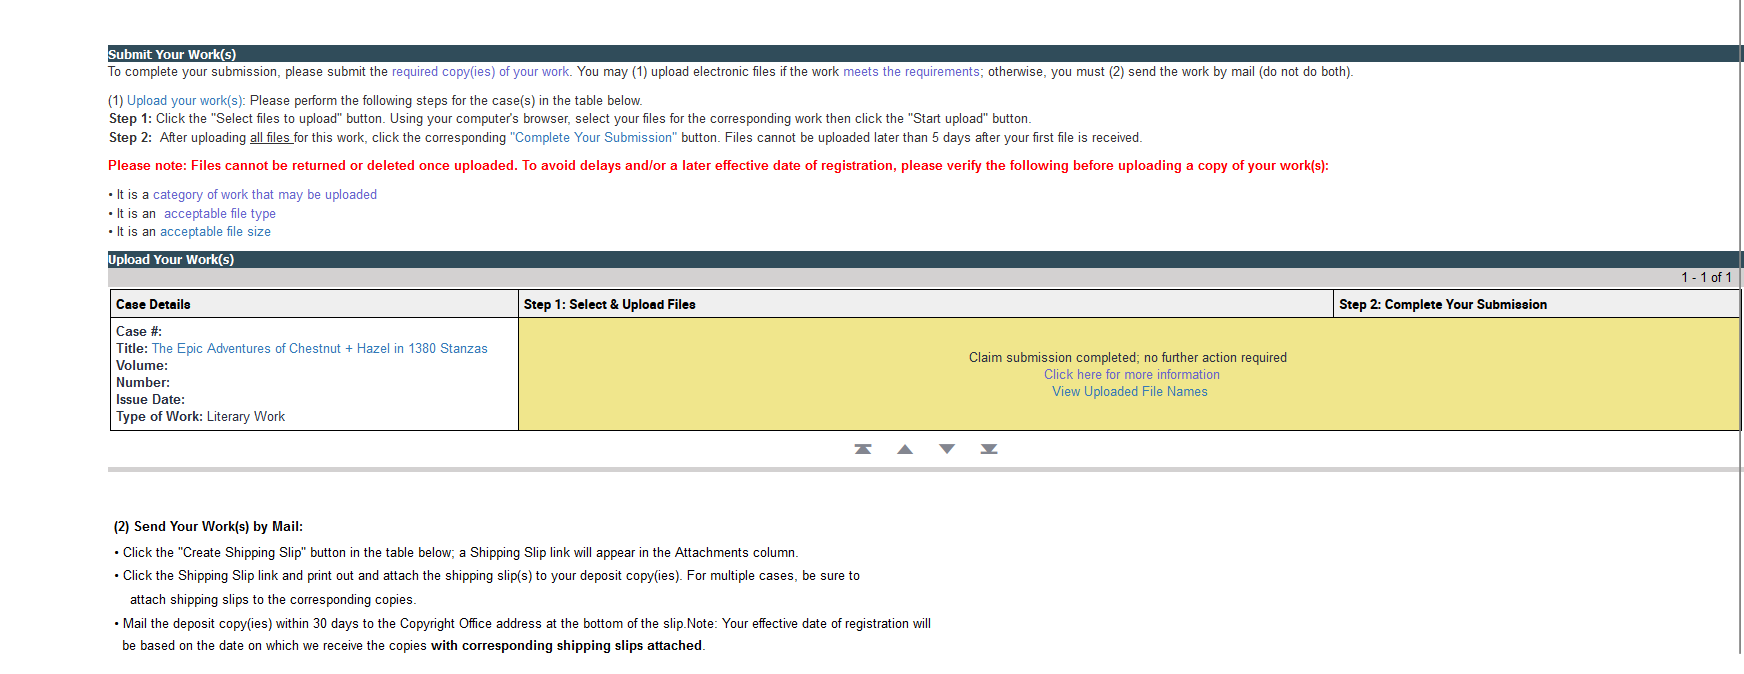 Submit Your Work(s)
To complete your submission, please submit the required copy(ies) of your work. You may (1) upload electronic files if the work meets the requirements; otherwise, you must (2) send the work by mail (do not do both).
(1) Upload your work(s): Please perform the following steps for the case(s) in the table below.
Step 1: Click the "Select files to upload" button. Using your computer's browser, select your files for the corresponding work then click the "Start upload" button.
Step 2: After uploading all files for this work, click the corresponding "Complete Your Submission" button. Files cannot be uploaded later than 5 days after your first file is received.
Please note: Files cannot be returned or deleted once uploaded. To avoid delays and/or a later effective date of registration, please verify the following before uploading a copy of your work(s):
• It is a category of work that may be uploaded
• It is an acceptable file type
• It is an acceptable file size
Upload Your Work(s)
1 - 1 of 1
Case Details
Step 1: Select & Upload Files
Step 2: Complete Your Submission
Case #:
Title: The Epic Adventures of Chestnut + Hazel in 1380 Stanzas
Volume:
Number:
Issue Date:
Type of Work: Literary Work
Claim submission completed; no further action required
Click here for more information
View Uploaded File Names
(2) Send Your Work(s) by Mail:
• Click the "Create Shipping Slip" button in the table below; a Shipping Slip link will appear in the Attachments column.
• Click the Shipping Slip link and print out and attach the shipping slip(s) to your deposit copy(ies). For multiple cases, be sure to
attach shipping slips to the corresponding copies.
• Mail the deposit copy(ies) within 30 days to the Copyright Office address at the bottom of the slip.Note: Your effective date of registration will
be based on the date on which we receive the copies with corresponding shipping slips attached.